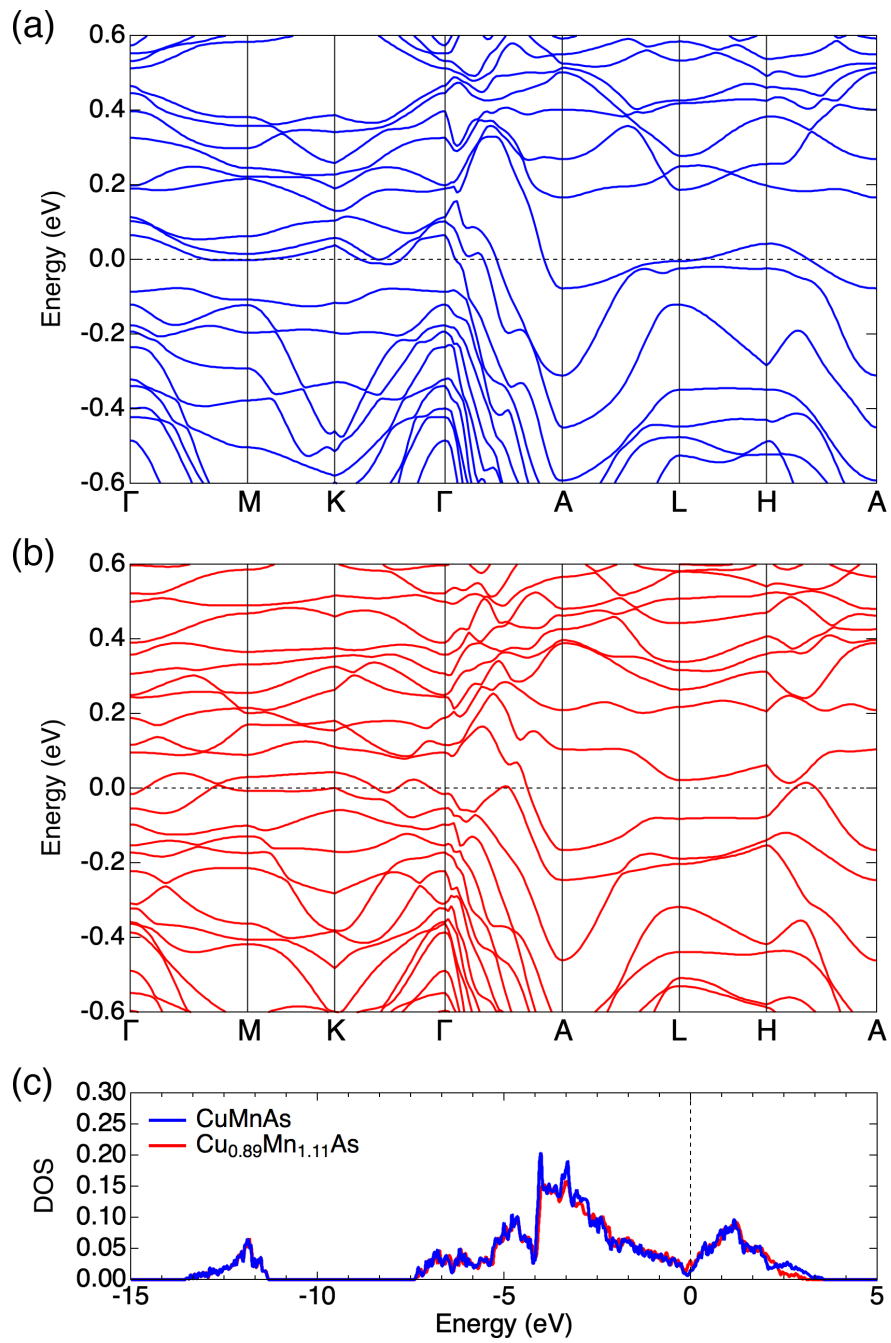 (a)
0.6
0.4
0.2
0.0
-0.2
-0.4
-0.6
Energy (eV)
Γ M K Γ A L H A
(b)
0.6
0.4
0.2
0.0
-0.2
-0.4
-0.6
Energy (eV)
Γ M K Γ A L H A
(c)
0.30
0.25
0.20
0.15
0.10
0.05
0.00
DOS
CuMnAs
Cu0.89Mn1.11As
-15 -10 -5 0 5
Energy (eV)